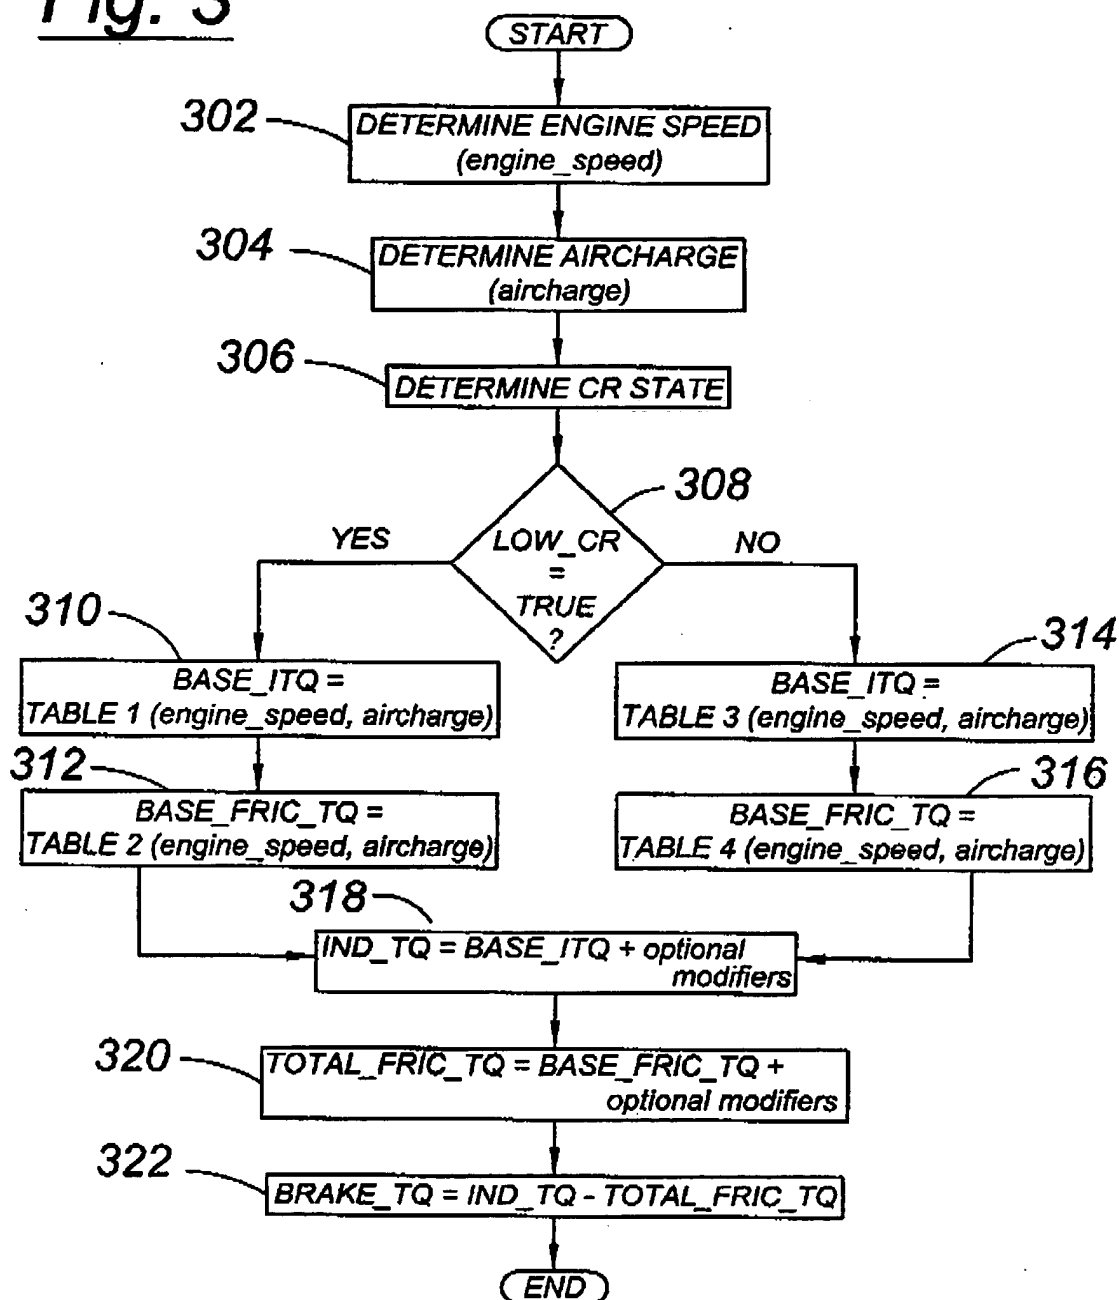 Fig. 3
START
302
DETERMINE ENGINE SPEED
(engine_speed)
304
DETERMINE AIRCHARGE
(aircharge)
306
DETERMINE CR STATE
308
LOW_CR
=
TRUE
?
YES
NO
310
BASE_ITQ =
TABLE 1 (engine_speed, aircharge)
314
BASE_ITQ =
TABLE 3 (engine_speed, aircharge)
312
BASE_FRIC_TQ =
TABLE 2 (engine_speed, aircharge)
316
BASE_FRIC_TQ =
TABLE 4 (engine_speed, aircharge)
318
IND_TQ = BASE_ITQ + optional
modifiers
320
TOTAL_FRIC_TQ = BASE_FRIC_TQ +
optional modifiers
322
BRAKE_TQ = IND_TQ - TOTAL_FRIC_TQ
END